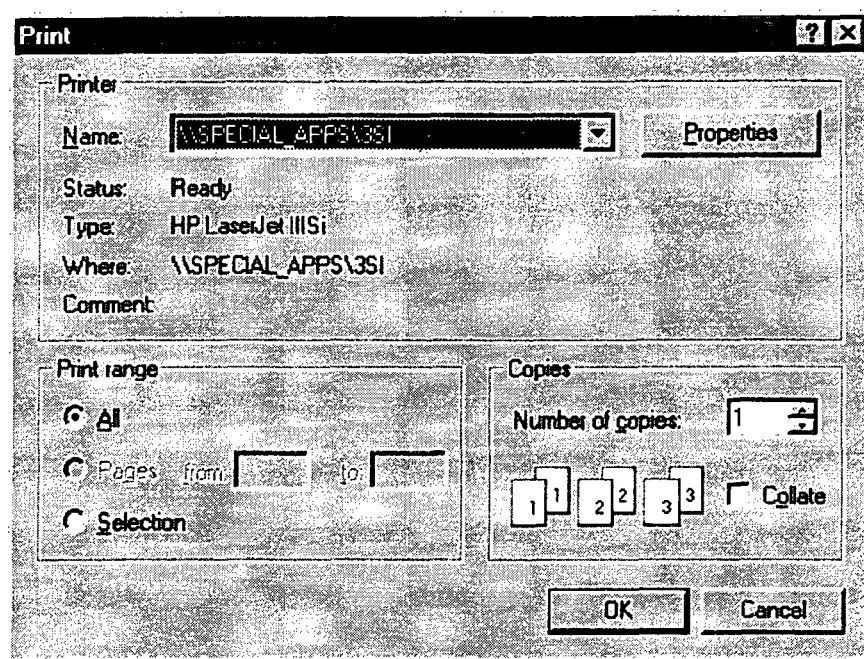 Print
Printer
Name: \\SPECIAL_APPS\3SI Properties
Status: Ready
Type: HP LaserJet IIISi
Where: \\SPECIAL_APPS\3SI
Comment:
Print range
All
Pages from: to:
Selection
Copies
Number of copies: 1
1 1 2 2 3 3 Collate
OK Cancel